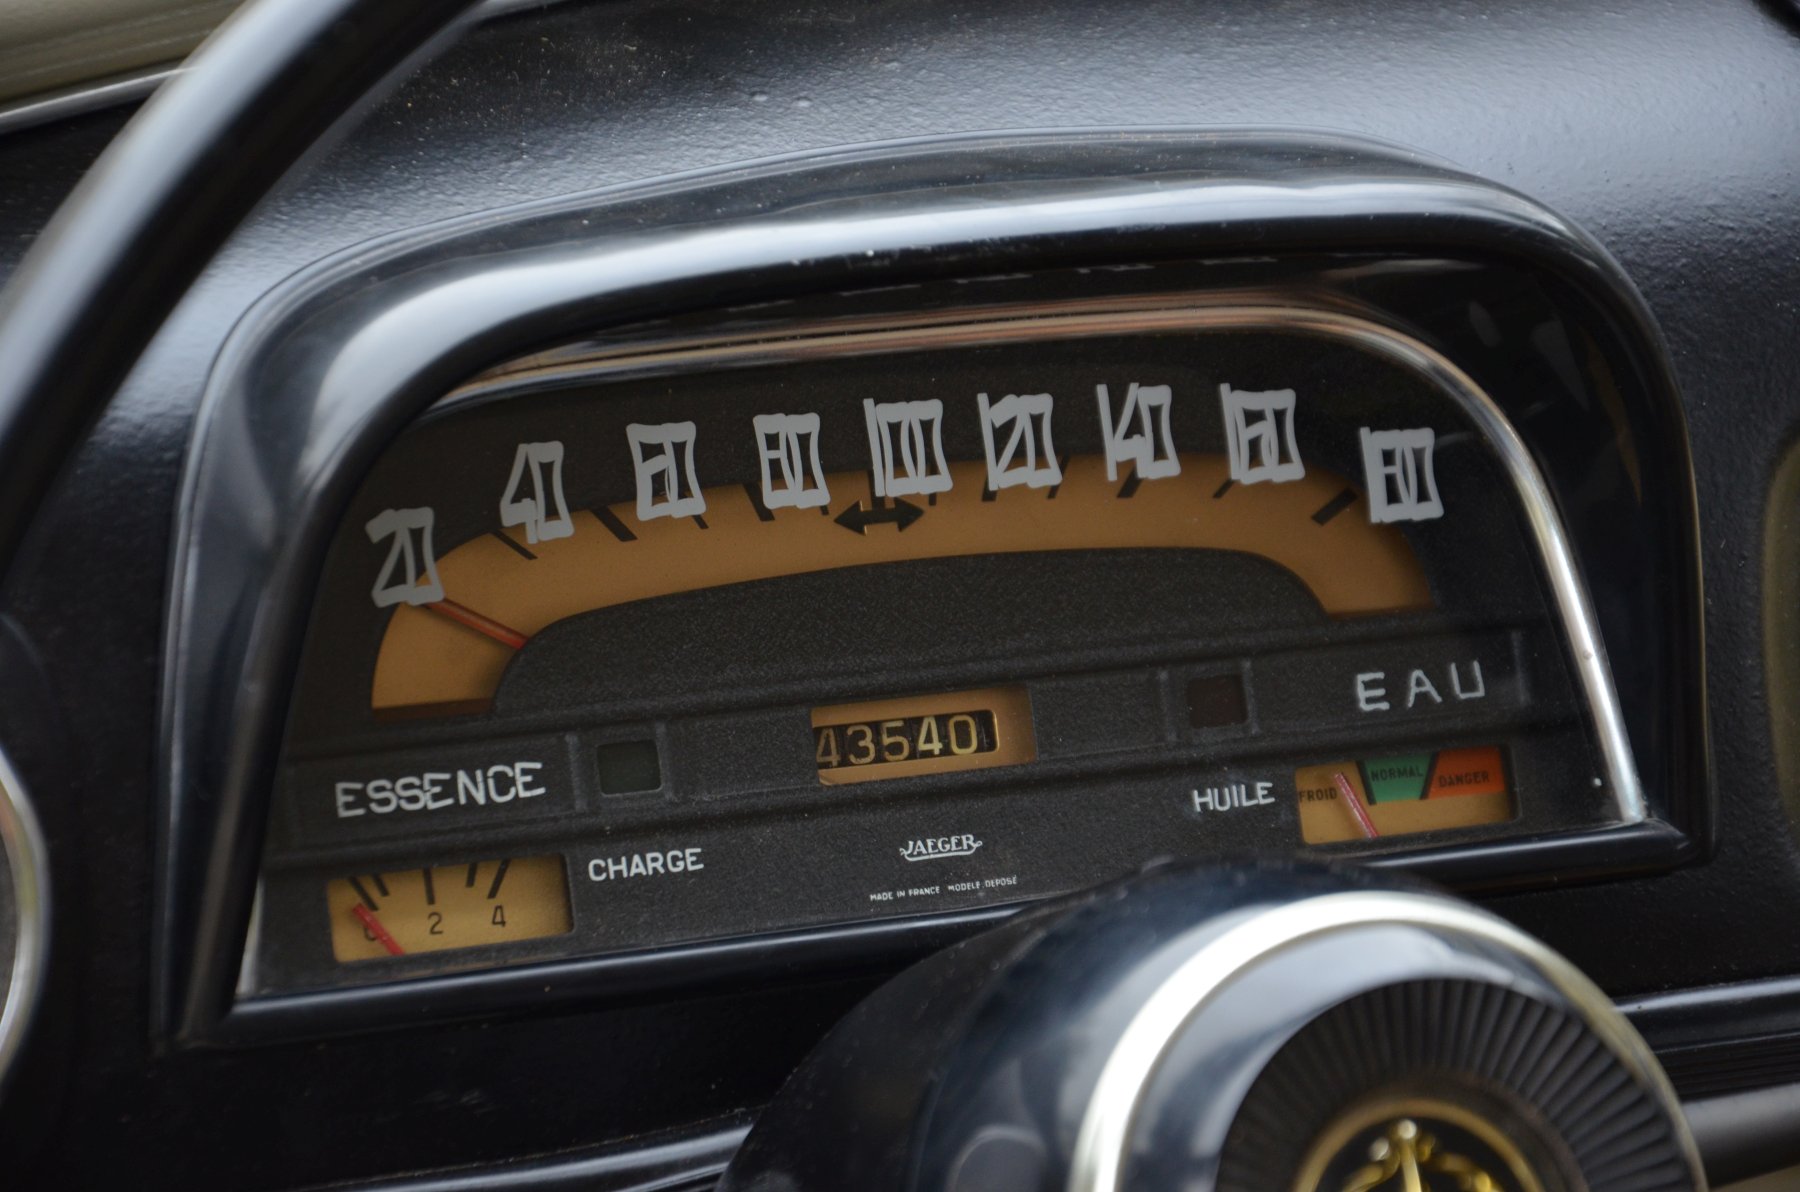 20 40 60 80 100 120 140 160 180
EAU
43540
ESSENCE
FROID NORMAL DANGER
HUILE
JAEGER
CHARGE
MADE IN FRANCE MODELE DEPOSE
0 2 4